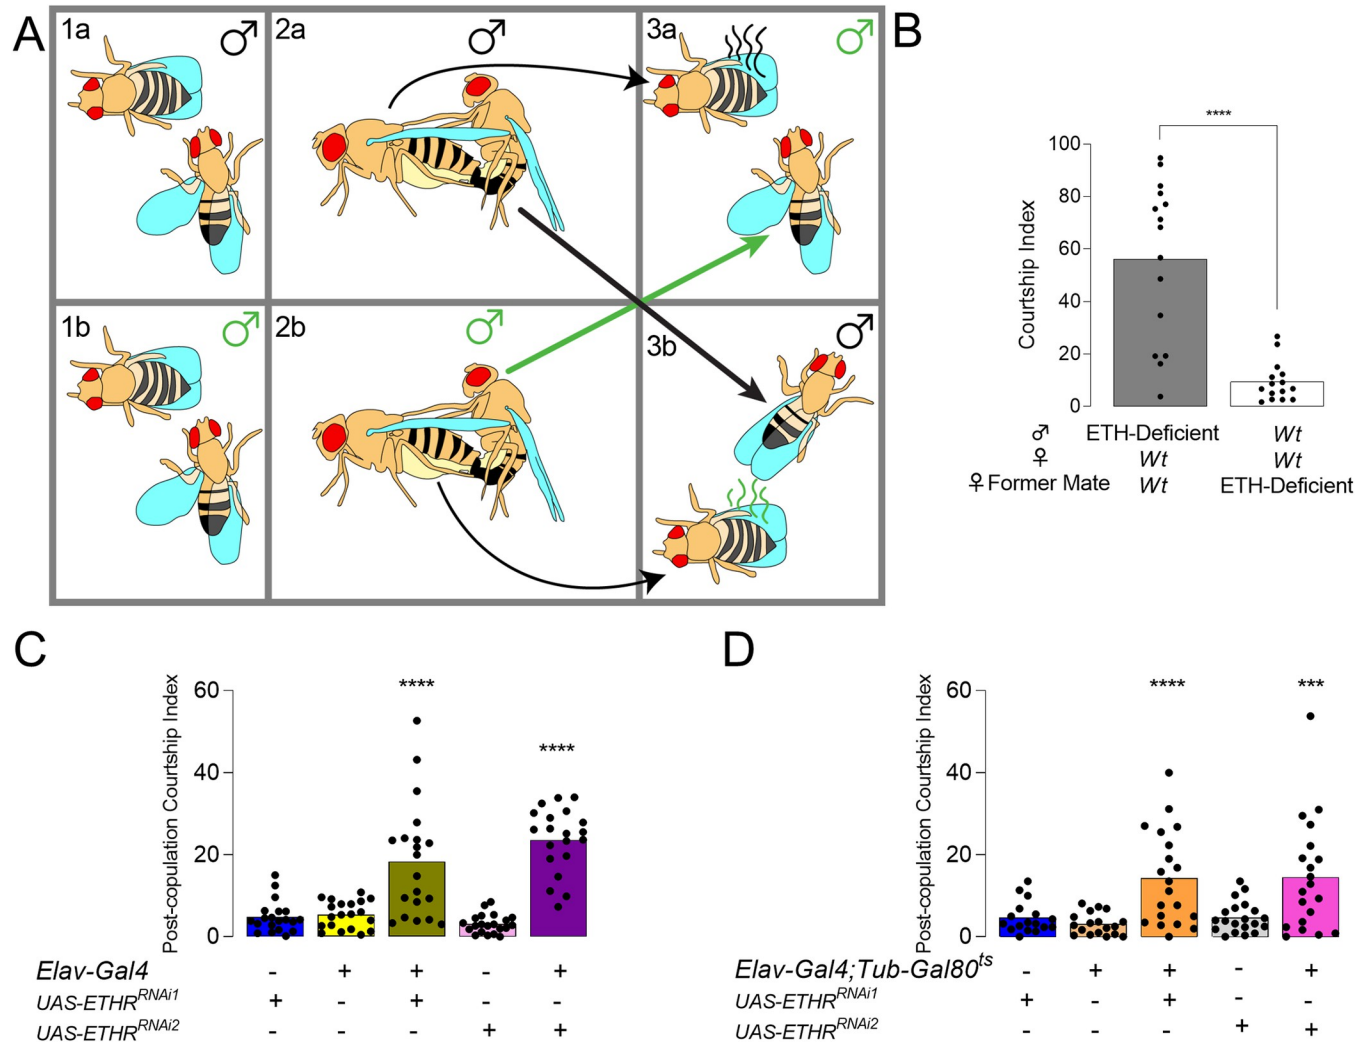 A
1a ♂
2a ♂
3a ♂
1b ♂
2b ♂
3b ♂
B
****
Courtship Index
100
80
60
40
20
0
♂ ETH-Deficient Wt
♀ Wt Wt
♀ Former Mate Wt ETH-Deficient
C
Post-copulation Courtship Index
60
40
20
0
**** ****
Elav-Gal4 - + + - +
UAS-ETHR^RNAi1 + - + - -
UAS-ETHR^RNAi2 - - - + +
D
Post-copulation Courtship Index
60
40
20
0
**** ***
Elav-Gal4;Tub-Gal80^ts - + + - +
UAS-ETHR^RNAi1 + - + - -
UAS-ETHR^RNAi2 - - - + +